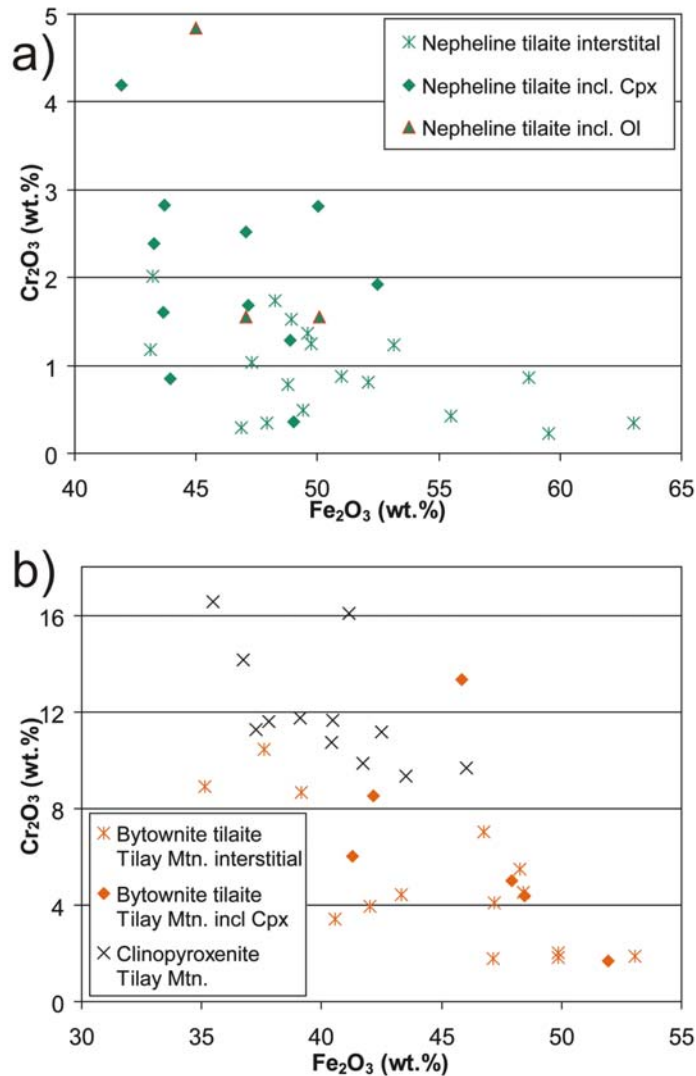 a)
5
4
3
2
1
0
Cr₂O₃ (wt.%)
Nepheline tilaite interstital
Nepheline tilaite incl. Cpx
Nepheline tilaite incl. Ol
40 45 50 55 60 65
Fe₂O₃ (wt.%)
b)
16
12
8
4
0
Cr₂O₃ (wt.%)
Bytownite tilaite
Tilay Mtn. interstitial
Bytownite tilaite
Tilay Mtn. incl Cpx
Clinopyroxenite
Tilay Mtn.
30 35 40 45 50 55
Fe₂O₃ (wt.%)